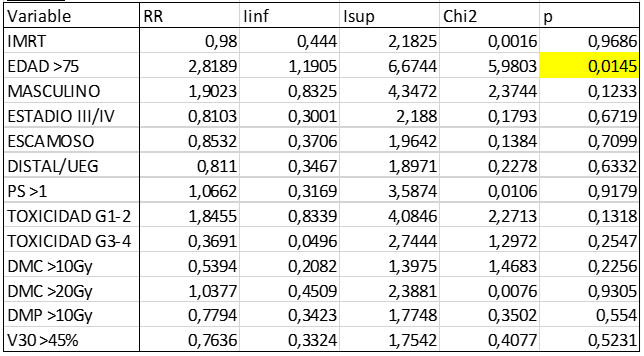 Variable RR Iinf Isup Chi2 p
IMRT 0,98 0,444 2,1825 0,0016 0,9686
EDAD >75 2,8189 1,1905 6,6744 5,9803 0,0145
MASCULINO 1,9023 0,8325 4,3472 2,3744 0,1233
ESTADIO III/IV 0,8103 0,3001 2,188 0,1793 0,6719
ESCAMOSO 0,8532 0,3706 1,9642 0,1384 0,7099
DISTAL/UEG 0,811 0,3467 1,8971 0,2278 0,6332
PS >1 1,0662 0,3169 3,5874 0,0106 0,9179
TOXICIDAD G1-2 1,8455 0,8339 4,0846 2,2713 0,1318
TOXICIDAD G3-4 0,3691 0,0496 2,7444 1,2972 0,2547
DMC >10Gy 0,5394 0,2082 1,3975 1,4683 0,2256
DMC >20Gy 1,0377 0,4509 2,3881 0,0076 0,9305
DMP >10Gy 0,7794 0,3423 1,7748 0,3502 0,554
V30 >45% 0,7636 0,3324 1,7542 0,4077 0,5231